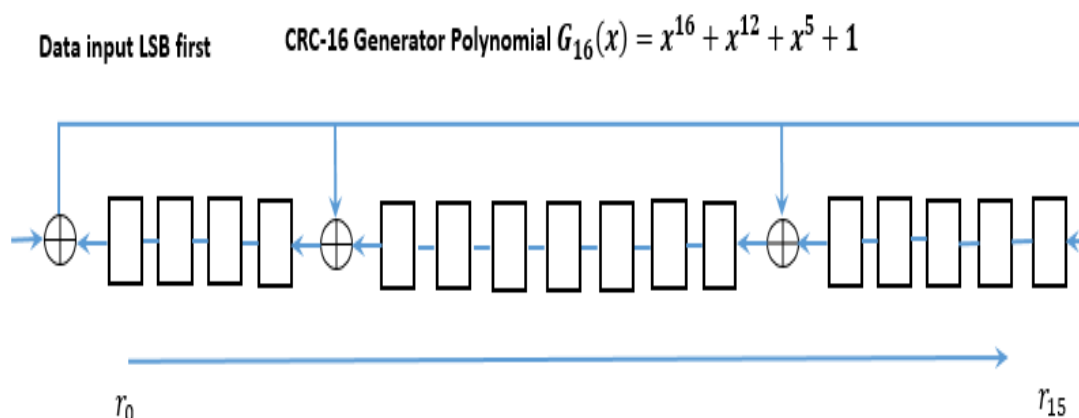 Data input LSB first CRC-16 Generator Polynomial G₁₆(x) = x¹⁶ + x¹² + x⁵ + 1
r₀ r₁₅